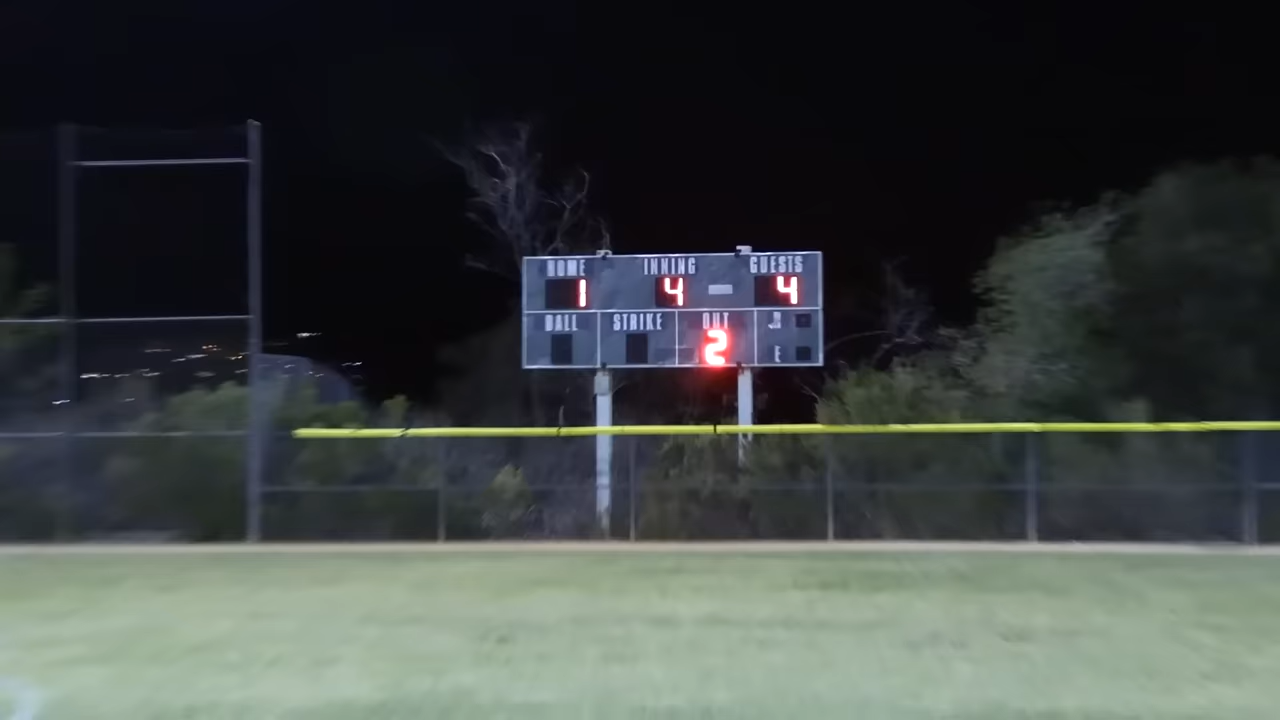 HOME INNING GUESTS
1 4 4
BALL STRIKE OUT H
2
E